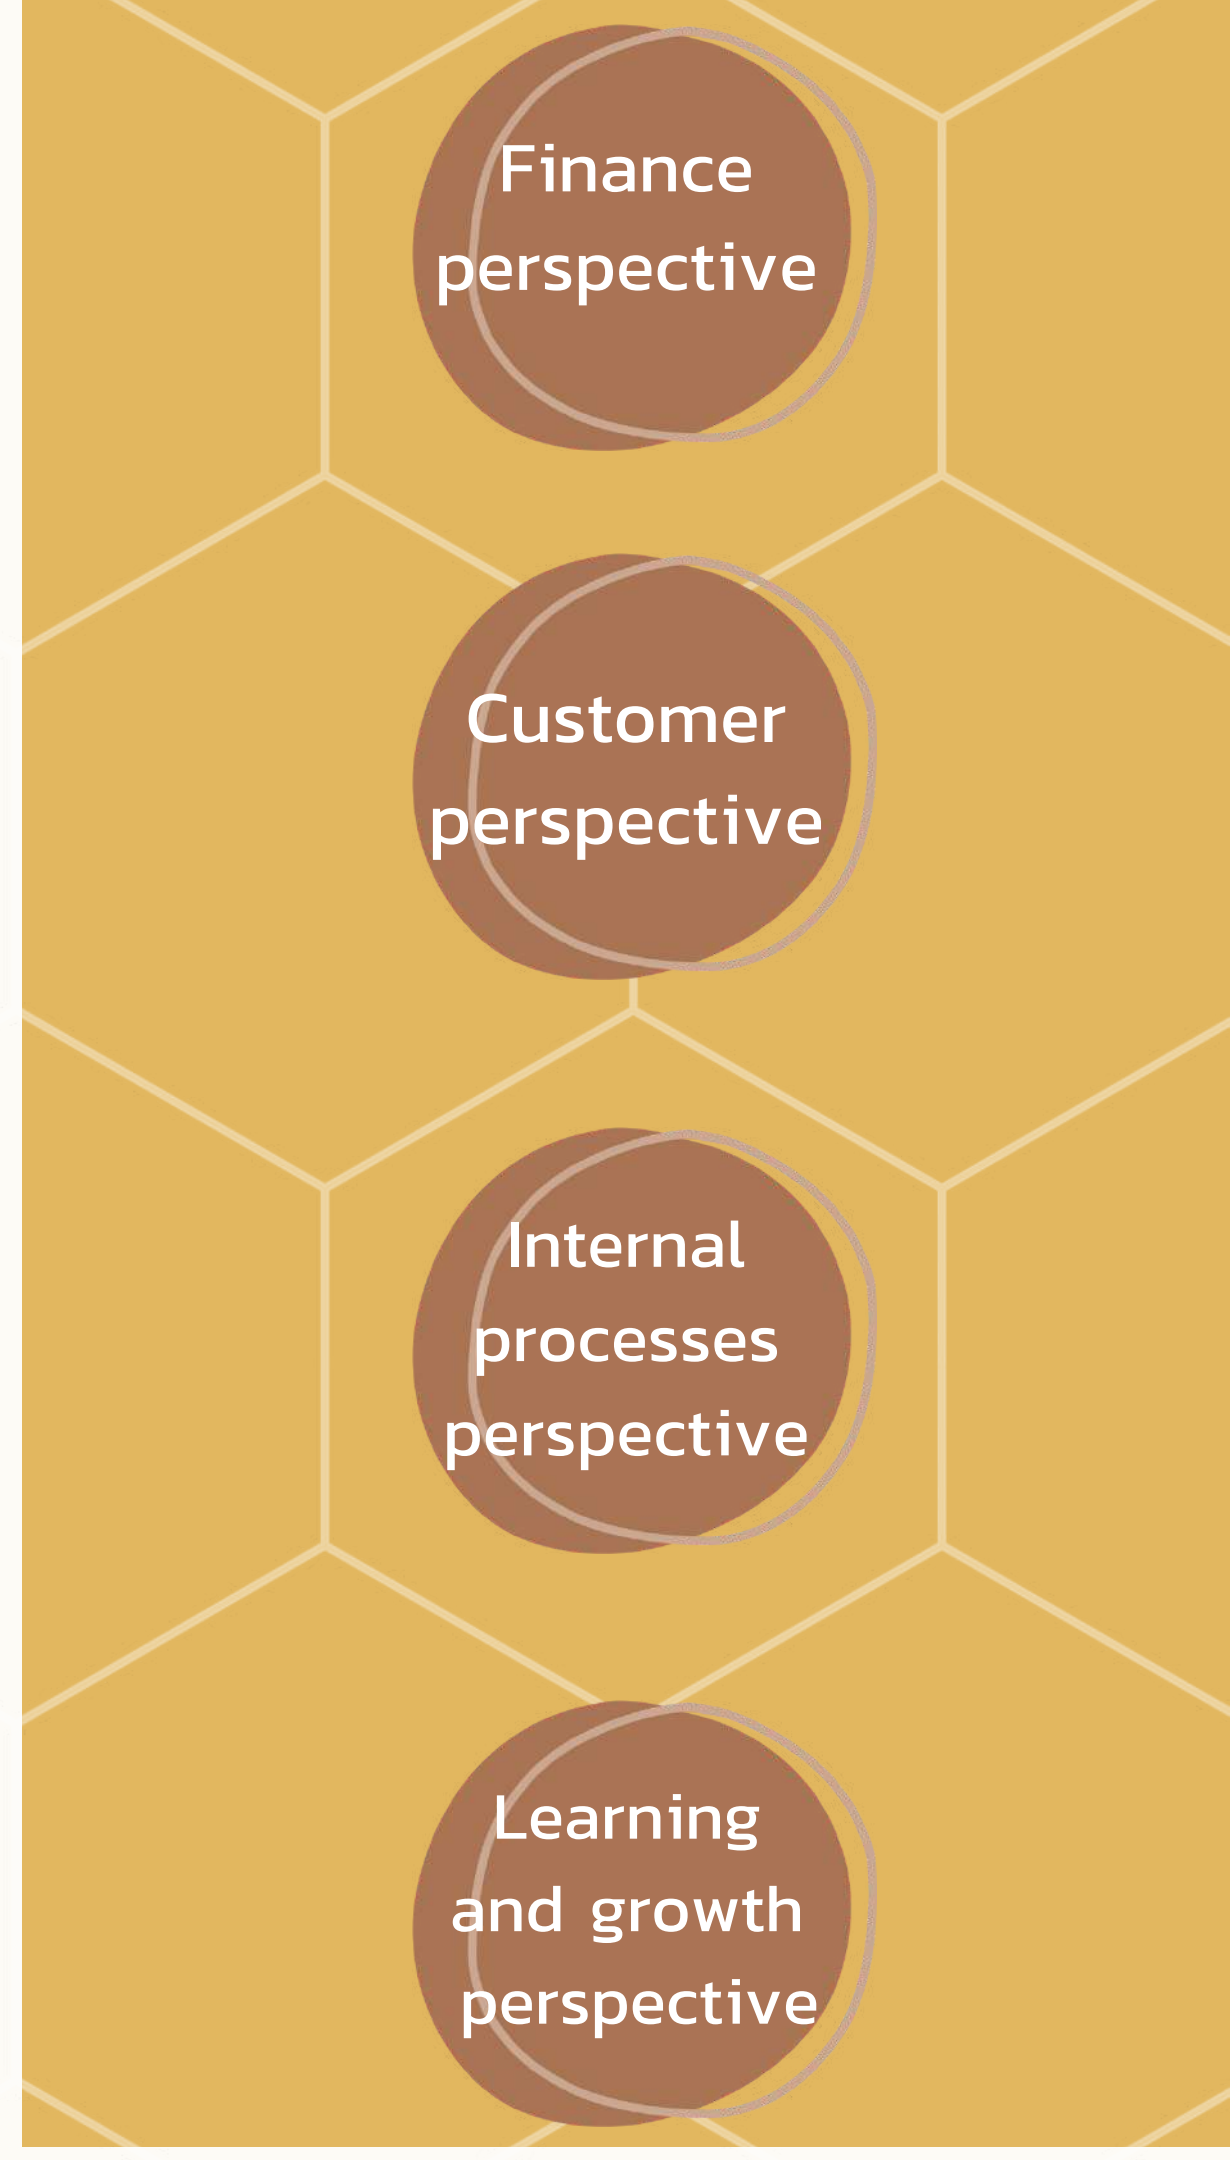 Finance
perspective
Customer
perspective
Internal
processes
perspective
Learning
and growth
perspective